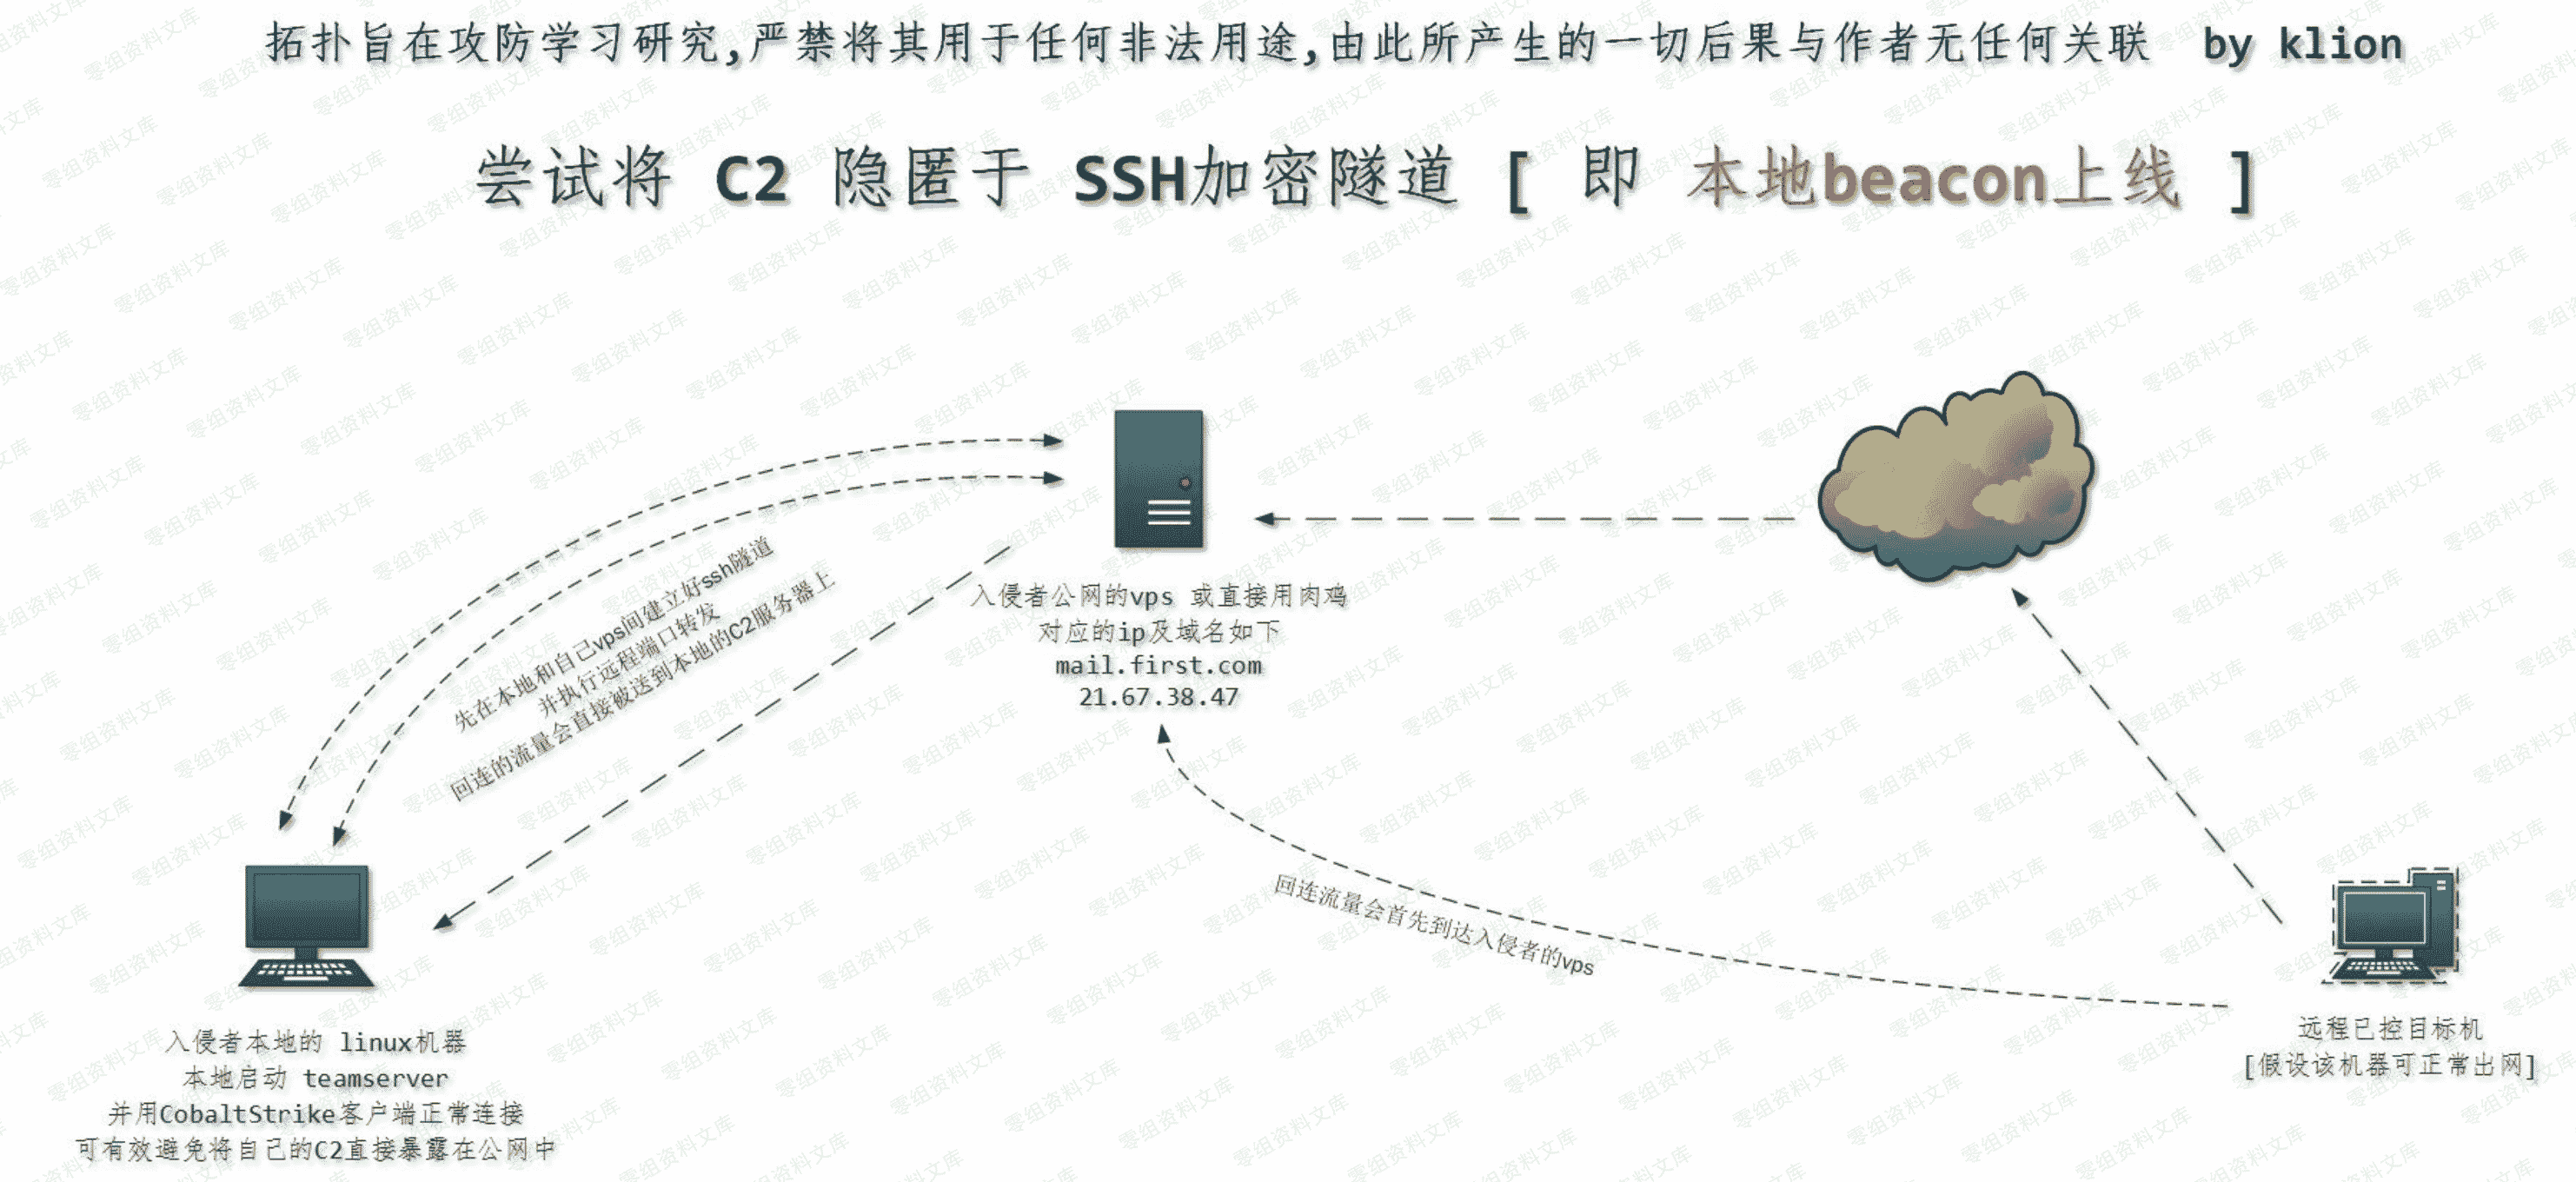 拓扑旨在攻防学习研究,严禁将其用于任何非法用途,由此所产生的一切后果与作者无任何关联 by klion
尝试将 C2 隐匿于 SSH加密隧道 [ 即 本地beacon上线 ]
先在本地和自己vps间建立好ssh隧道
并执行远程端口转发
回连的流量会直接被送到本地的C2服务器上
入侵者公网的vps 或直接用肉鸡
对应的ip及域名如下
mail.first.com
21.67.38.47
回连流量会首先到达入侵者的vps
入侵者本地的 linux机器
本地启动 teamserver
并用CobaltStrike客户端正常连接
可有效避免将自己的C2直接暴露在公网中
远程已控目标机
[假设该机器可正常出网]
零组资料文库